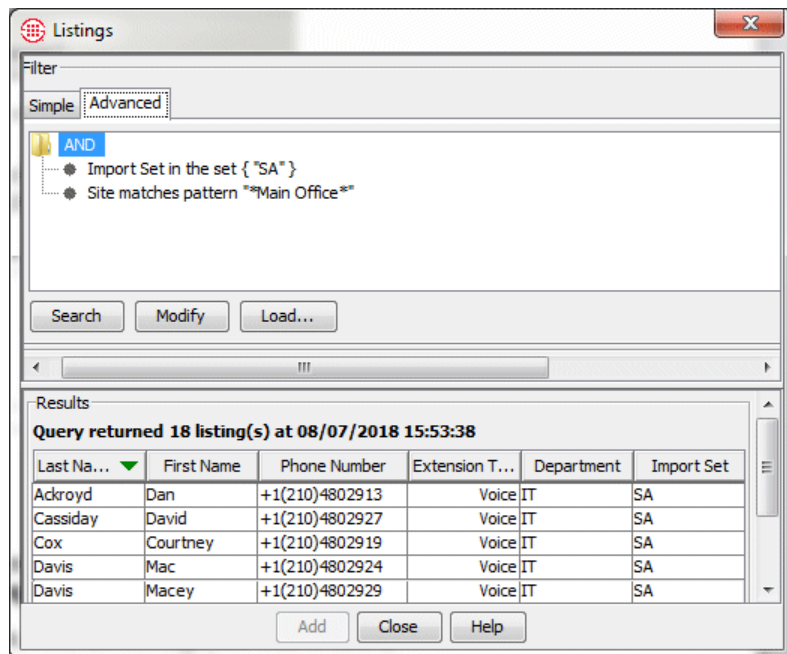 Listings
X
Filter
Simple Advanced
AND
Import Set in the set { "SA" }
Site matches pattern "*Main Office*"
Search Modify Load...
Results
Query returned 18 listing(s) at 08/07/2018 15:53:38
Last Na... First Name Phone Number Extension T... Department Import Set
Ackroyd Dan +1(210)4802913 Voice IT SA
Cassiday David +1(210)4802927 Voice IT SA
Cox Courtney +1(210)4802919 Voice IT SA
Davis Mac +1(210)4802924 Voice IT SA
Davis Macey +1(210)4802929 Voice IT SA
Add Close Help